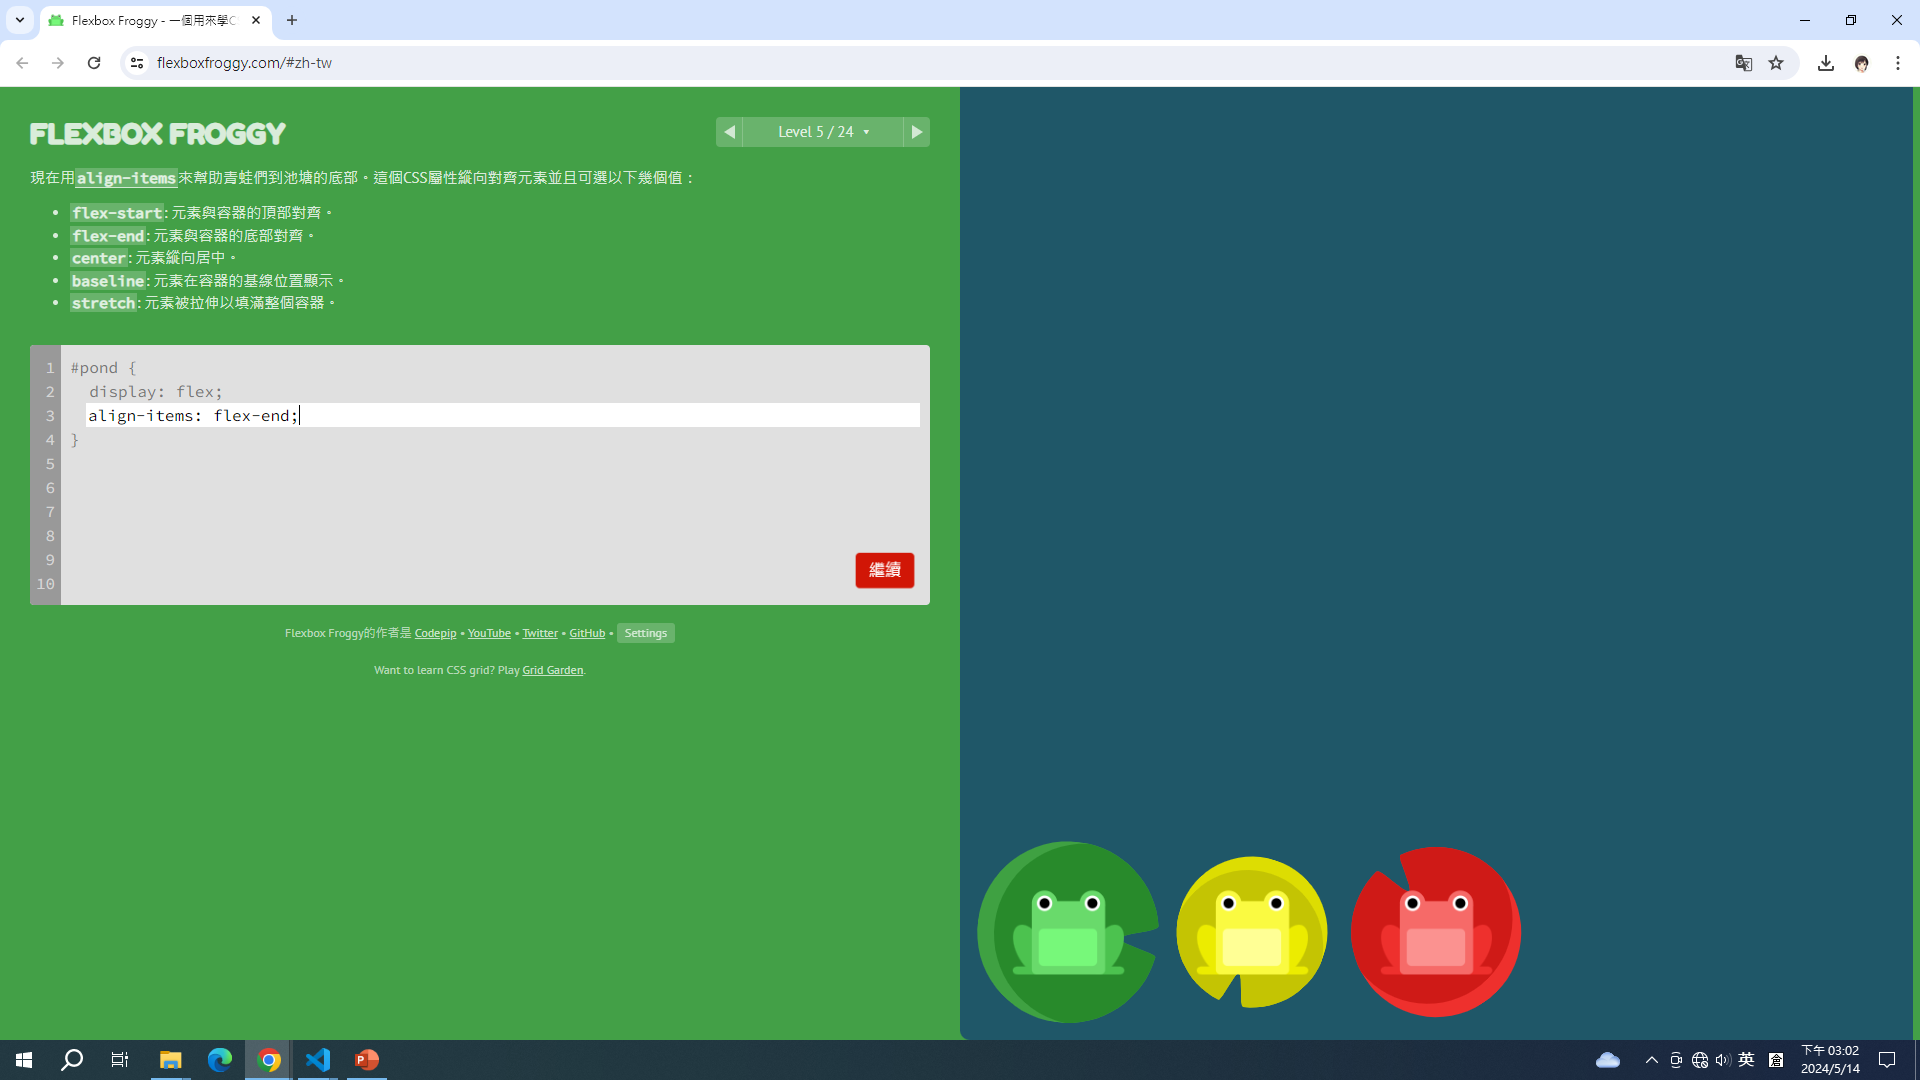 Flexbox Froggy - 一個用來學C
flexboxfroggy.com/#zh-tw
FLEXBOX FROGGY
Level 5 / 24 ▼
現在用align-items來幫助青蛙們到池塘的底部。這個CSS屬性縱向對齊元素並且可選以下幾個值：
• flex-start: 元素與容器的頂部對齊。
• flex-end: 元素與容器的底部對齊。
• center: 元素縱向居中。
• baseline: 元素在容器的基線位置顯示。
• stretch: 元素被拉伸以填滿整個容器。
1 #pond {
2 display: flex;
3 align-items: flex-end;
4 }
5
6
7
8
9
10
繼續
Flexbox Froggy的作者是 Codepip • YouTube • Twitter • GitHub • Settings
Want to learn CSS grid? Play Grid Garden.
英
下午 03:02
2024/5/14